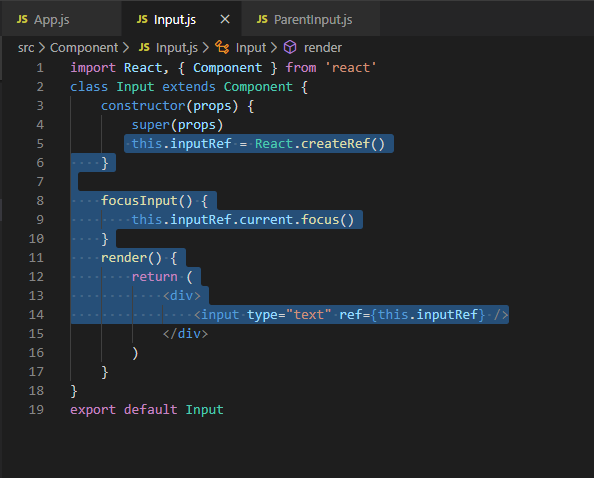 JS App.js JS Input.js × JS ParentInput.js
src > Component > JS Input.js > Input > render
1 import React, { Component } from 'react'
2 class Input extends Component {
3 constructor(props) {
4 super(props)
5 this.inputRef = React.createRef()
6 }
7
8 focusInput() {
9 this.inputRef.current.focus()
10 }
11 render() {
12 return (
13 <div>
14 <input type="text" ref={this.inputRef} />
15 </div>
16 )
17 }
18 }
19 export default Input